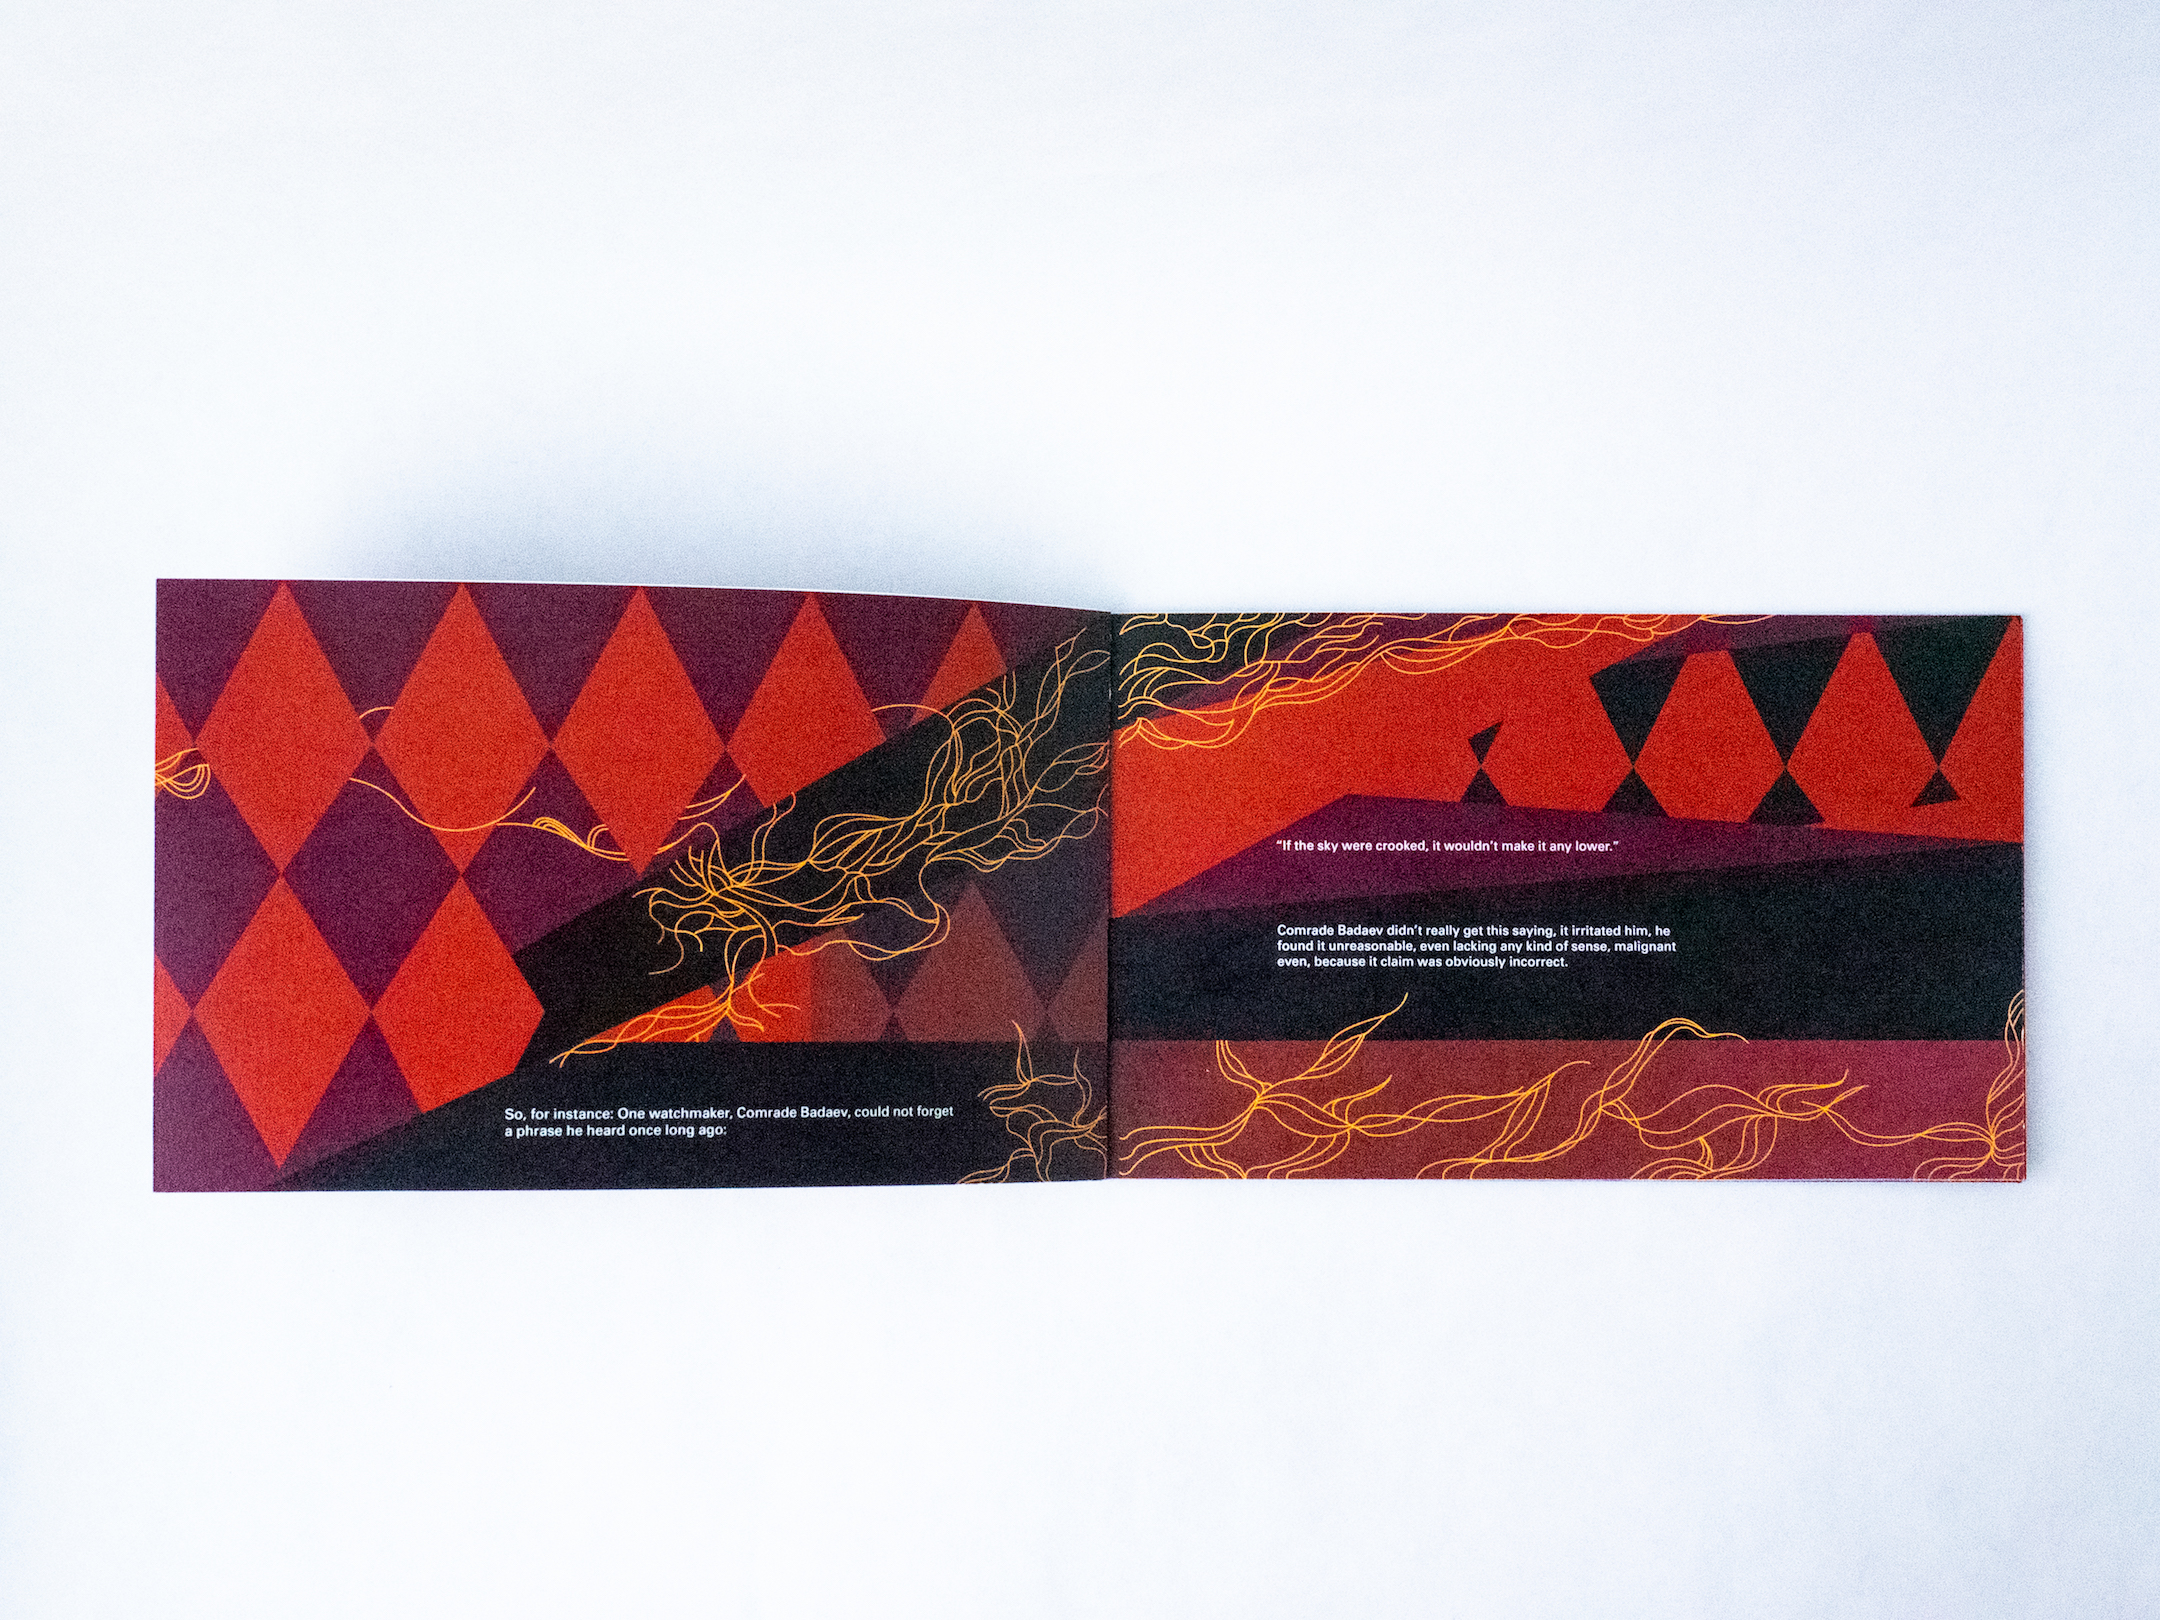 So, for instance: One watchmaker, Comrade Badaev, could not forget
a phrase he heard once long ago:
“If the sky were crooked, it wouldn’t make it any lower.”
Comrade Badaev didn’t really get this saying, it irritated him, he
found it unreasonable, even lacking any kind of sense, malignant
even, because it claim was obviously incorrect.